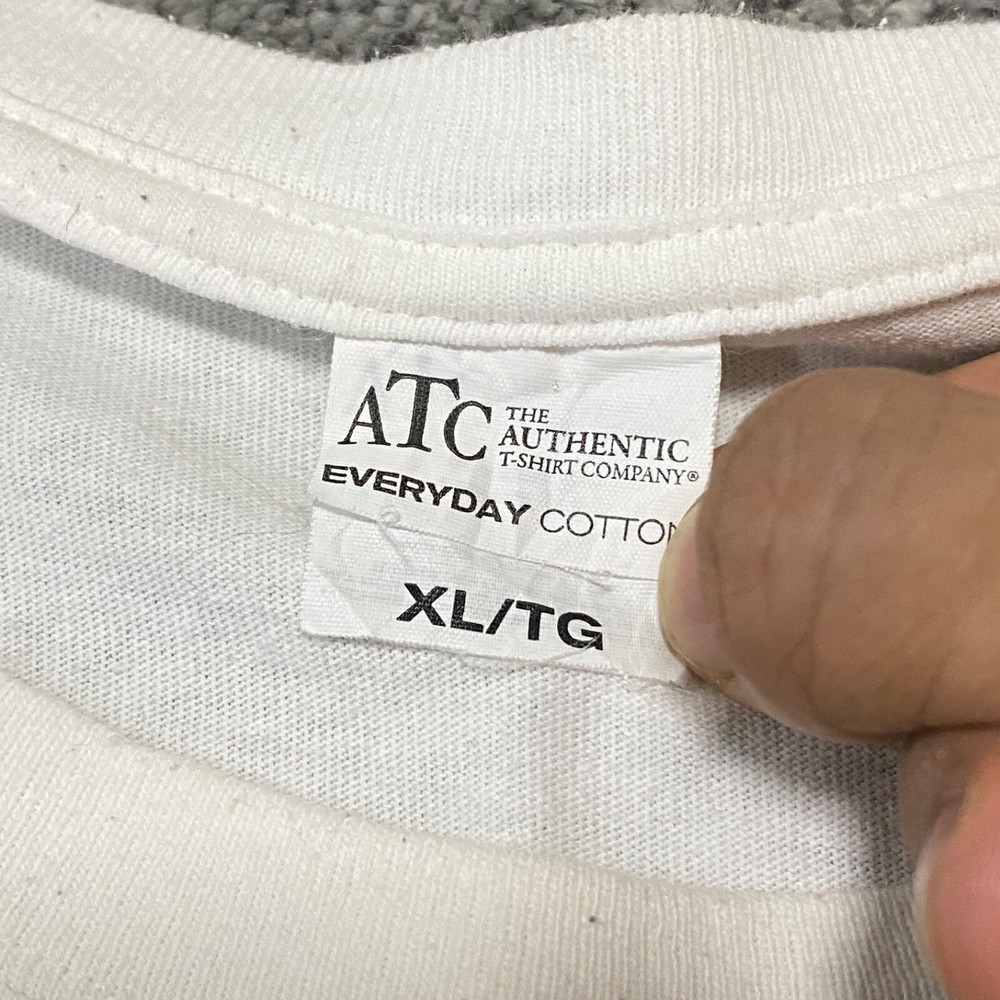 ATC THE
AUTHENTIC
T-SHIRT COMPANY®
EVERYDAY COTTON
XL/TG